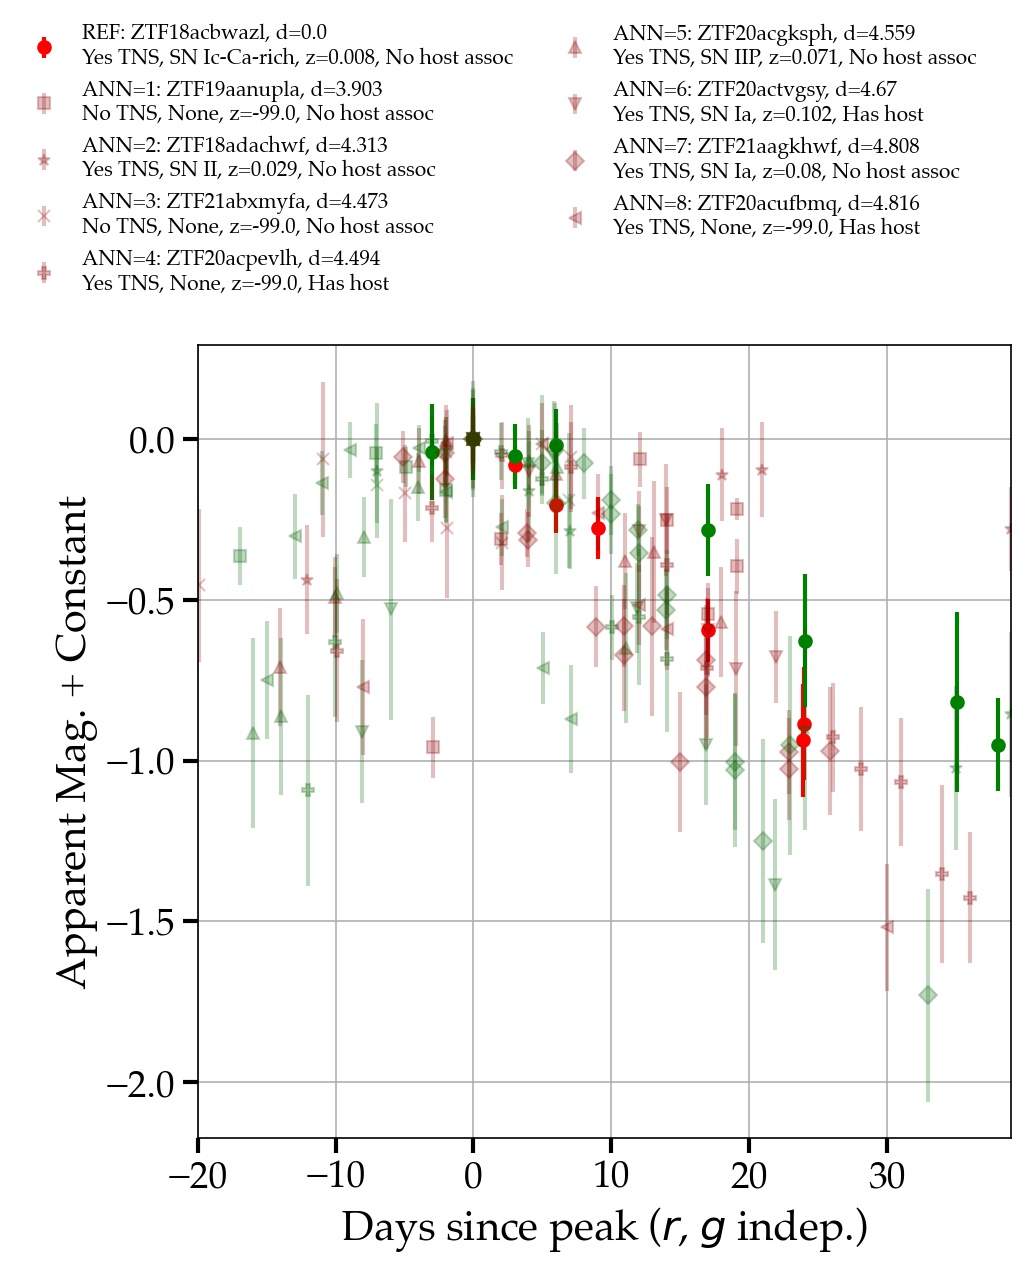 REF: ZTF18acbwazl, d=0.0
Yes TNS, SN Ic-Ca-rich, z=0.008, No host assoc
ANN=1: ZTF19aanupla, d=3.903
No TNS, None, z=-99.0, No host assoc
ANN=2: ZTF18adachwf, d=4.313
Yes TNS, SN II, z=0.029, No host assoc
ANN=3: ZTF21abxmyfa, d=4.473
No TNS, None, z=-99.0, No host assoc
ANN=4: ZTF20acpevlh, d=4.494
Yes TNS, None, z=-99.0, Has host
ANN=5: ZTF20acgksph, d=4.559
Yes TNS, SN IIP, z=0.071, No host assoc
ANN=6: ZTF20actvgsy, d=4.67
Yes TNS, SN Ia, z=0.102, Has host
ANN=7: ZTF21aagkhwf, d=4.808
Yes TNS, SN Ia, z=0.08, No host assoc
ANN=8: ZTF20acufbmq, d=4.816
Yes TNS, None, z=-99.0, Has host
Apparent Mag. + Constant
0.0
−0.5
−1.0
−1.5
−2.0
−20 −10 0 10 20 30
Days since peak (r, g indep.)